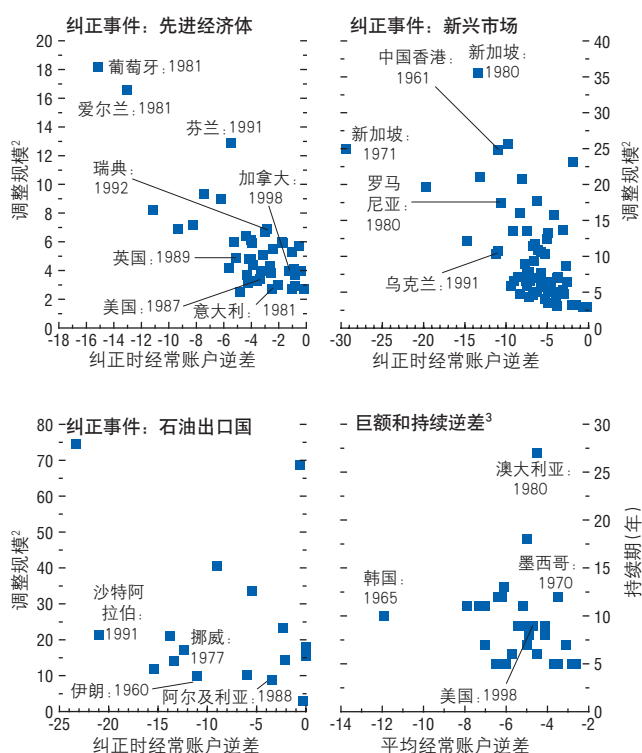 纠正事件：先进经济体
调整规模2
20
18
16
14
12
10
8
6
4
2
0
葡萄牙：1981
爱尔兰：1981
芬兰：1991
瑞典：
1992
加拿大：
1998
英国：1989
美国：1987
意大利：1981
-18 -16 -14 -12 -10 -8 -6 -4 -2 -0
纠正时经常账户逆差
纠正事件：新兴市场
40
35
30
25
20
15
10
5
0
调整规模2
新加坡：
1980
中国香港：
1961
新加坡：
1971
罗马
尼亚：
1980
乌克兰：1991
-30 -25 -20 -15 -10 -5 0
纠正时经常账户逆差
纠正事件：石油出口国
调整规模2
80
70
60
50
40
30
20
10
0
沙特阿
拉伯：
1991
挪威：
1977
伊朗：1960
阿尔及利亚：1988
-25 -20 -15 -10 -5 0
纠正时经常账户逆差
巨额和持续逆差3
30
25
20
15
10
5
0
持续期(年)
澳大利亚：
1980
墨西哥：
1970
韩国：
1965
美国：1998
-14 -12 -10 -8 -6 -4 -2
平均经常账户逆差